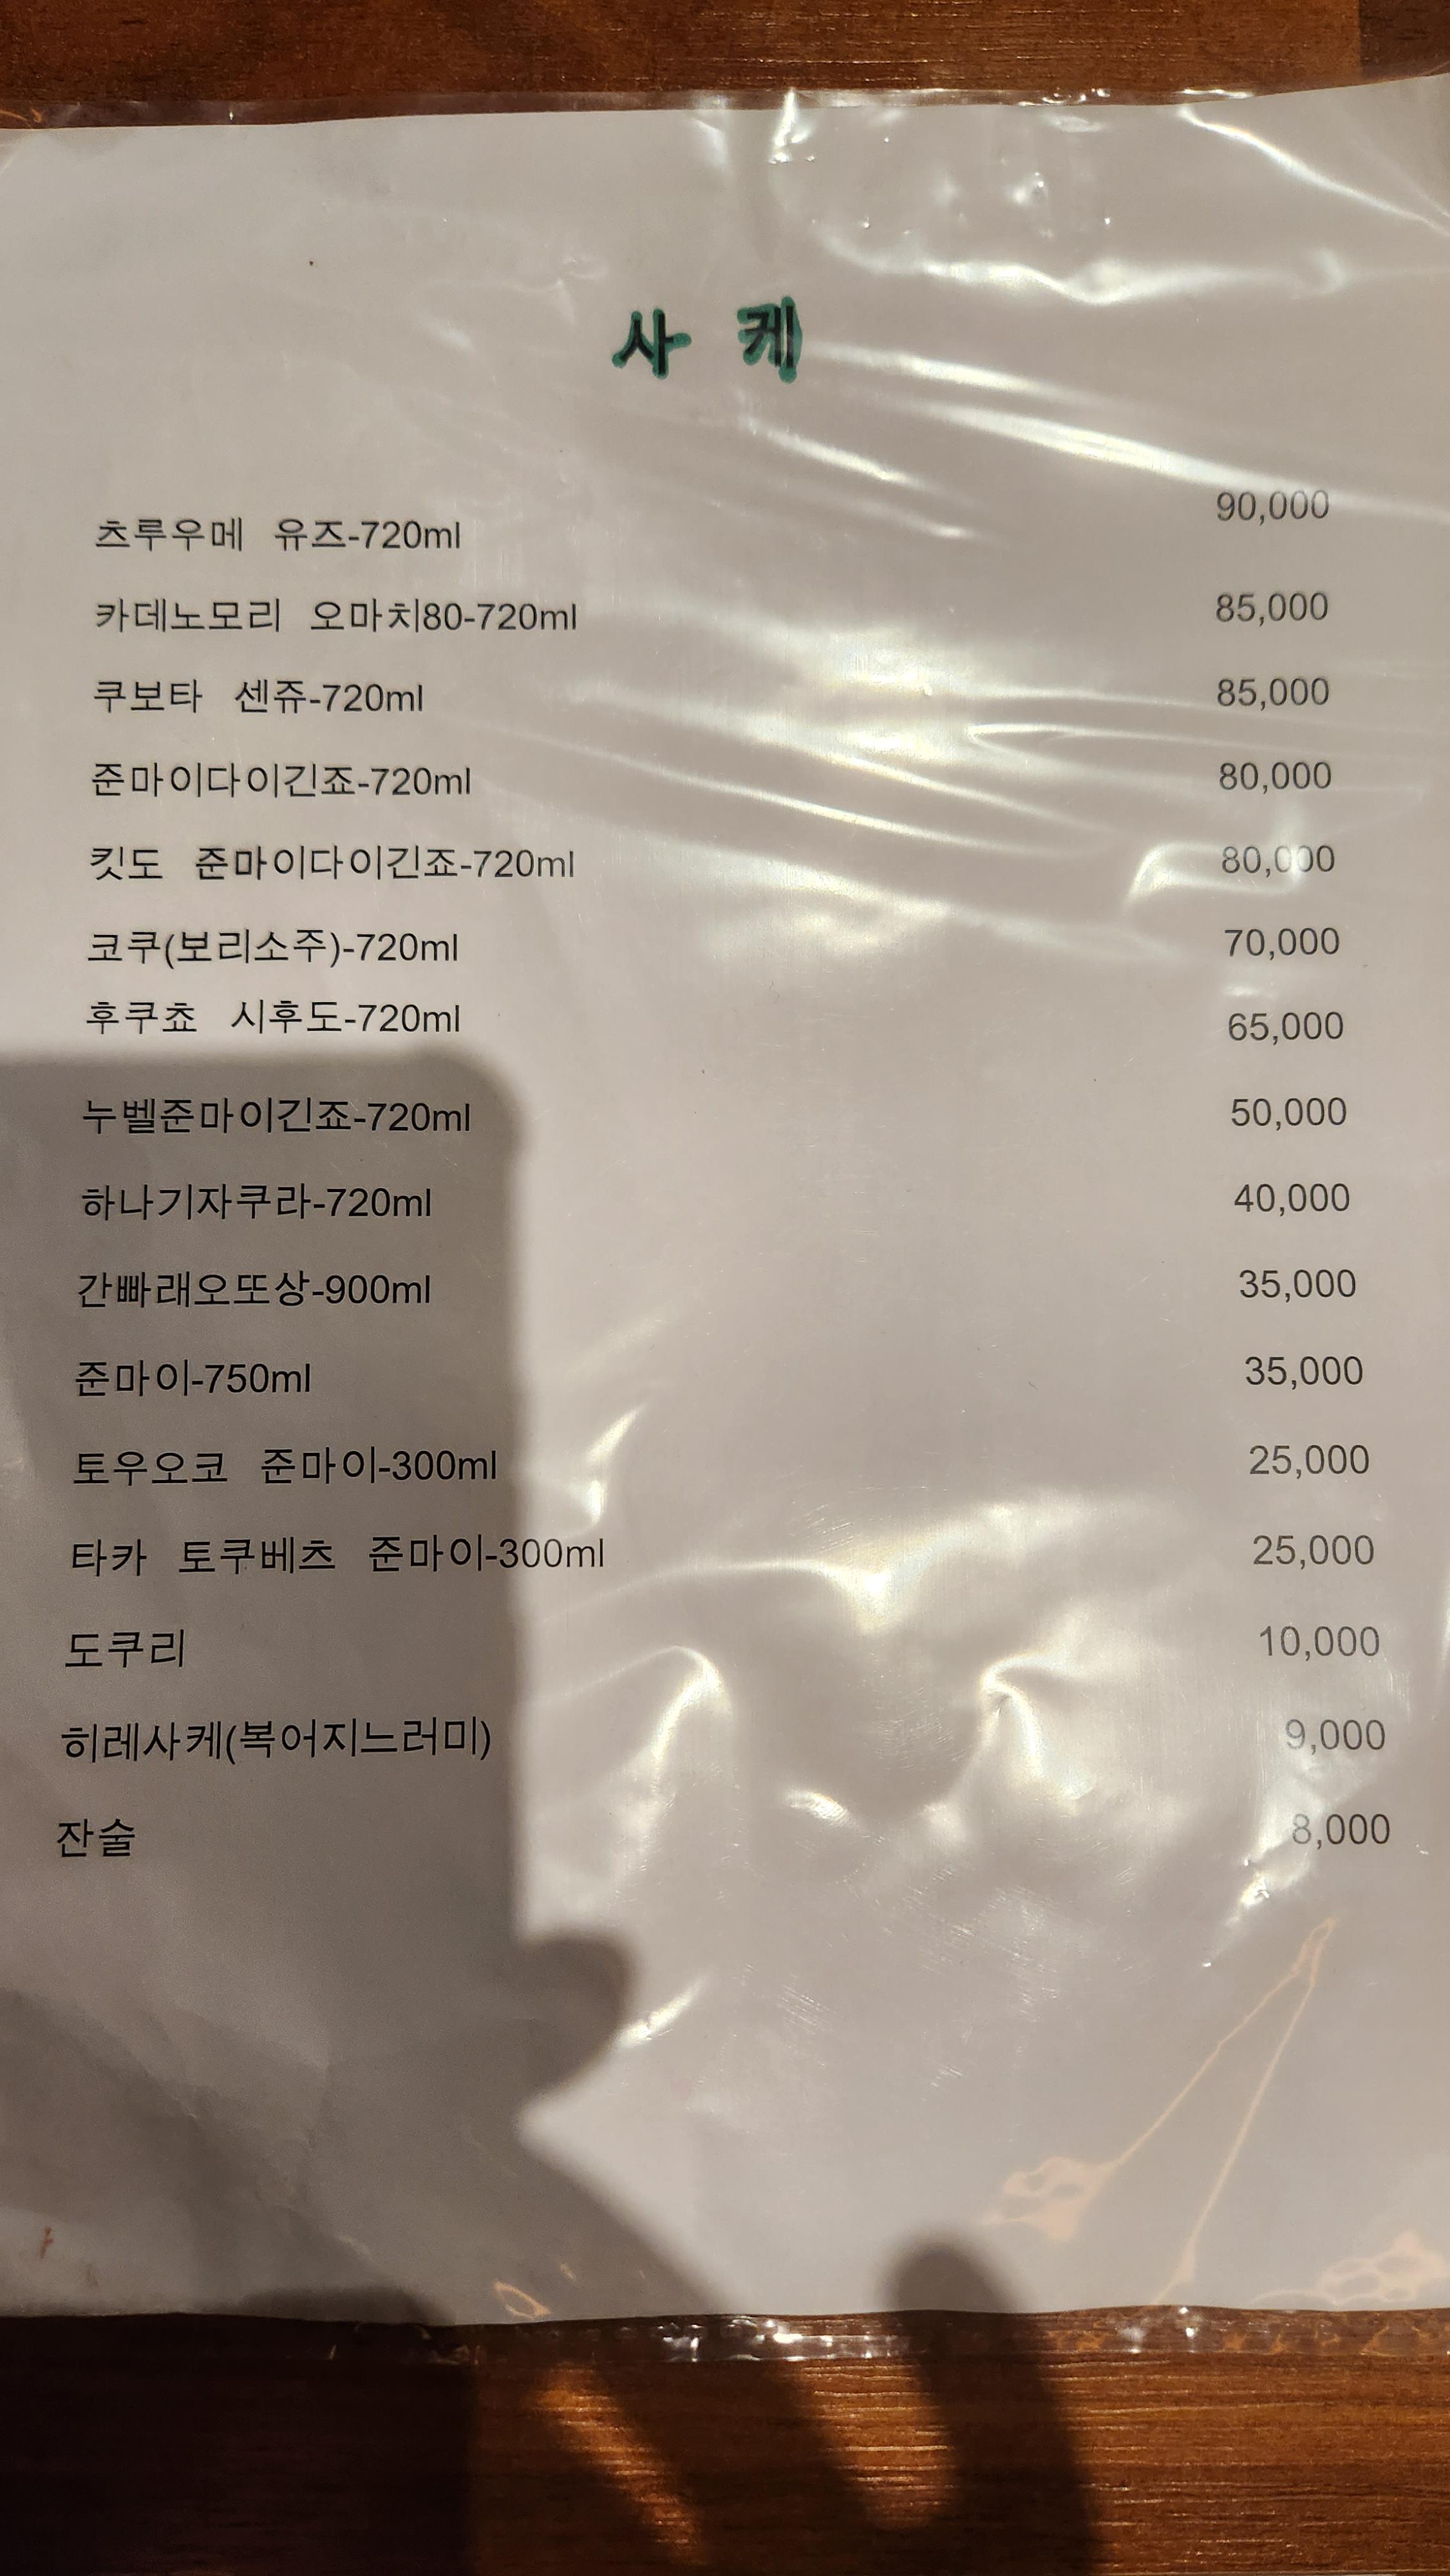 사 케
츠루우메 유즈-720ml 90,000
카데노모리 오마치80-720ml 85,000
쿠보타 센쥬-720ml 85,000
준마이다이긴죠-720ml 80,000
킷도 준마이다이긴죠-720ml 80,000
코쿠(보리소주)-720ml 70,000
후쿠쵸 시후도-720ml 65,000
누벨준마이긴죠-720ml 50,000
하나기자쿠라-720ml 40,000
간빠래오또상-900ml 35,000
준마이-750ml 35,000
토우오코 준마이-300ml 25,000
타카 토쿠베츠 준마이-300ml 25,000
도쿠리 10,000
히레사케(복어지느러미) 9,000
잔술 8,000